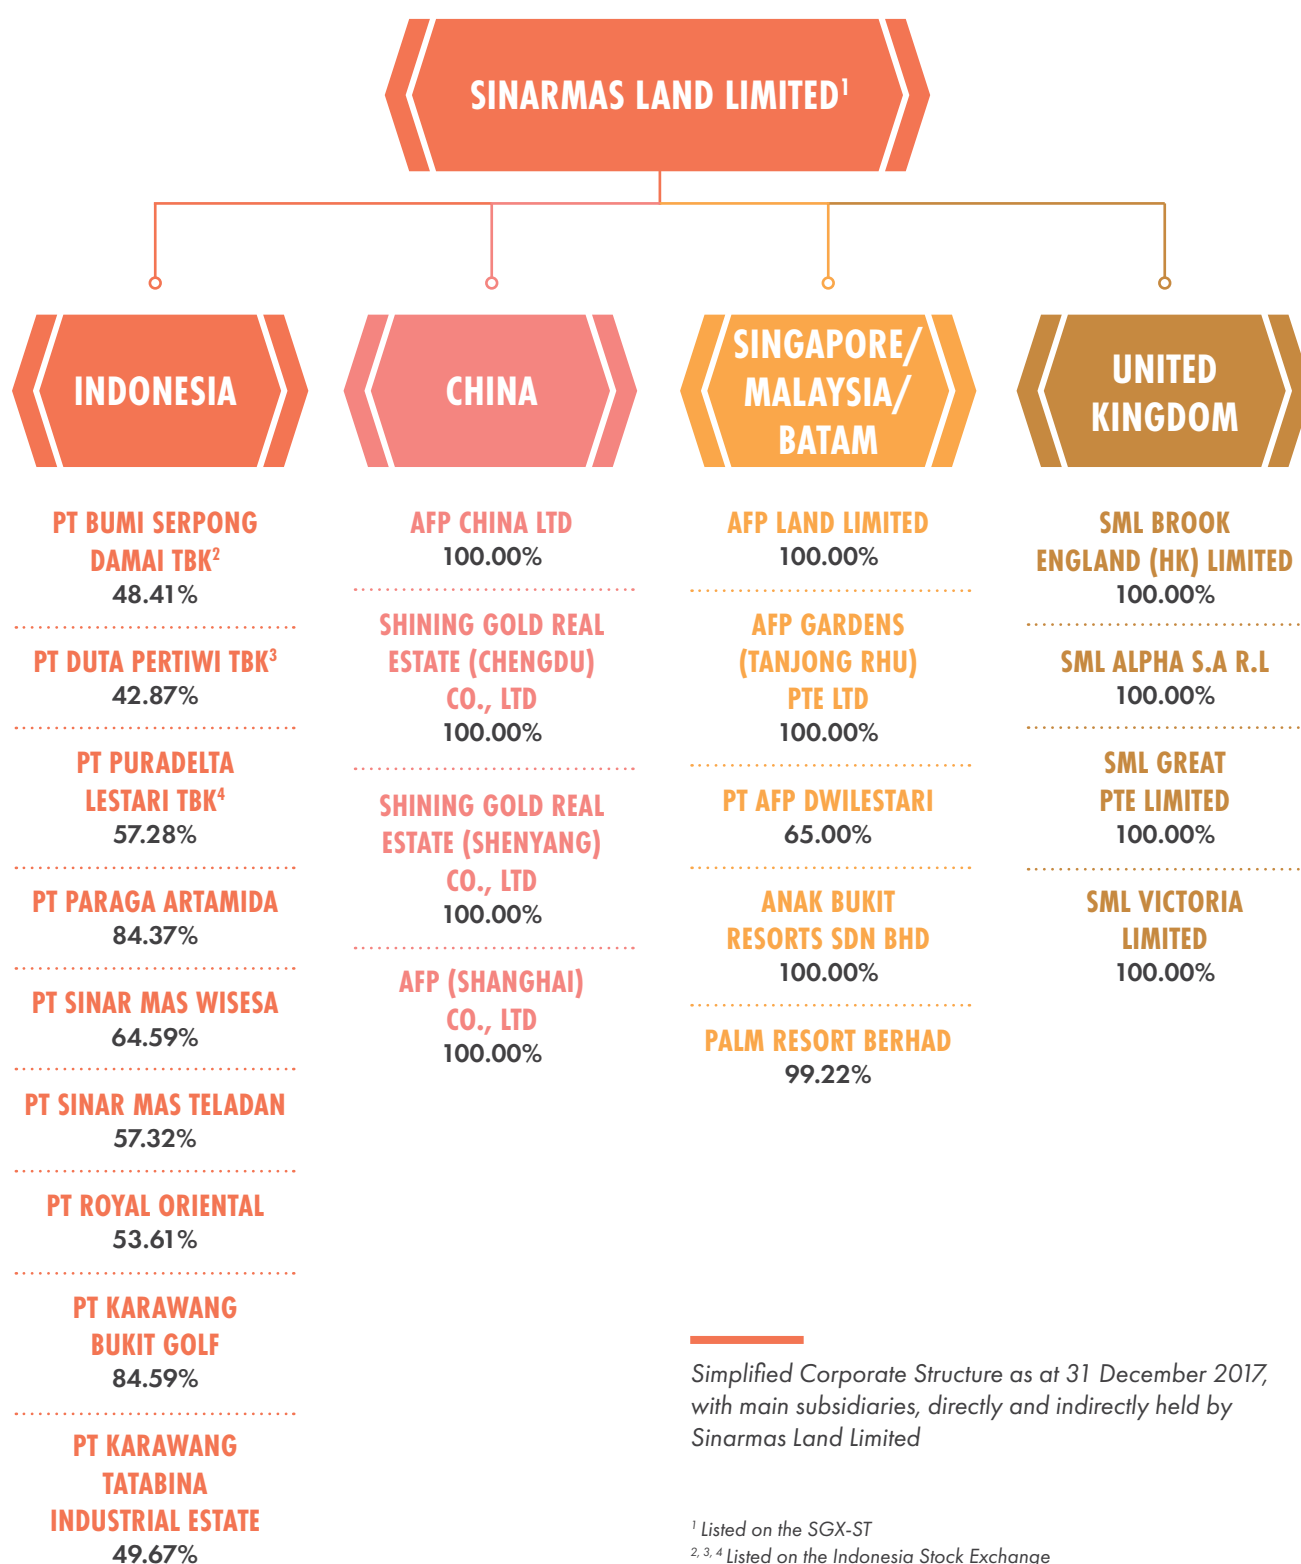 SINARMAS LAND LIMITED¹
INDONESIA
PT BUMI SERPONG
DAMAI TBK²
48.41%
PT DUTA PERTIWI TBK³
42.87%
PT PURADELTA
LESTARI TBK⁴
57.28%
PT PARAGA ARTAMIDA
84.37%
PT SINAR MAS WISESA
64.59%
PT SINAR MAS TELADAN
57.32%
PT ROYAL ORIENTAL
53.61%
PT KARAWANG
BUKIT GOLF
84.59%
PT KARAWANG
TATABINA
INDUSTRIAL ESTATE
49.67%
CHINA
AFP CHINA LTD
100.00%
SHINING GOLD REAL
ESTATE (CHENGDU)
CO., LTD
100.00%
SHINING GOLD REAL
ESTATE (SHENYANG)
CO., LTD
100.00%
AFP (SHANGHAI)
CO., LTD
100.00%
SINGAPORE/
MALAYSIA/
BATAM
AFP LAND LIMITED
100.00%
AFP GARDENS
(TANJONG RHU)
PTE LTD
100.00%
PT AFP DWILESTARI
65.00%
ANAK BUKIT
RESORTS SDN BHD
100.00%
PALM RESORT BERHAD
99.22%
UNITED
KINGDOM
SML BROOK
ENGLAND (HK) LIMITED
100.00%
SML ALPHA S.A R.L
100.00%
SML GREAT
PTE LIMITED
100.00%
SML VICTORIA
LIMITED
100.00%
Simplified Corporate Structure as at 31 December 2017,
with main subsidiaries, directly and indirectly held by
Sinarmas Land Limited
¹ Listed on the SGX-ST
²,³,⁴ Listed on the Indonesia Stock Exchange